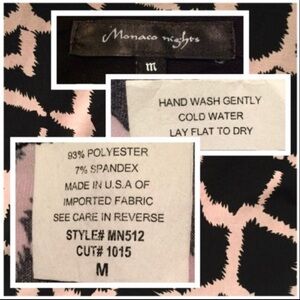 Monaco nights
m
HAND WASH GENTLY
COLD WATER
LAY FLAT TO DRY
93% POLYESTER
7% SPANDEX
MADE IN U.S.A OF
IMPORTED FABRIC
SEE CARE IN REVERSE
STYLE# MN512
CUT# 1015
M